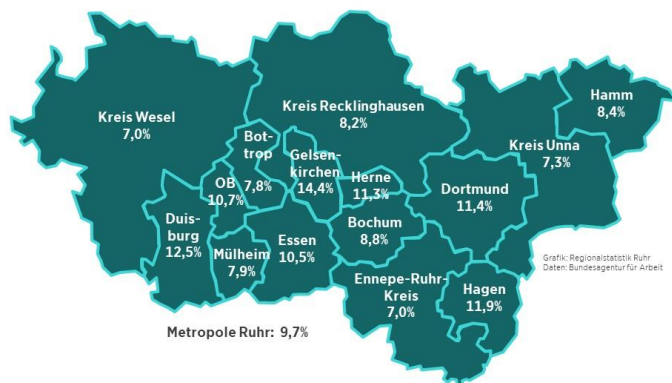 Kreis Wesel
7,0%
Kreis Recklinghausen
8,2%
Hamm
8,4%
Kreis Unna
7,3%
Bot-
trop
7,8%
Gelsen-
kirchen
14,4%
Herne
11,3%
Dortmund
11,4%
OB
10,7%
Duis-
burg
12,5%
Mülheim
7,9%
Essen
10,5%
Bochum
8,8%
Ennepe-Ruhr-
Kreis
7,0%
Hagen
11,9%
Grafik: Regionalstatistik Ruhr
Daten: Bundesagentur für Arbeit
Metropole Ruhr: 9,7%